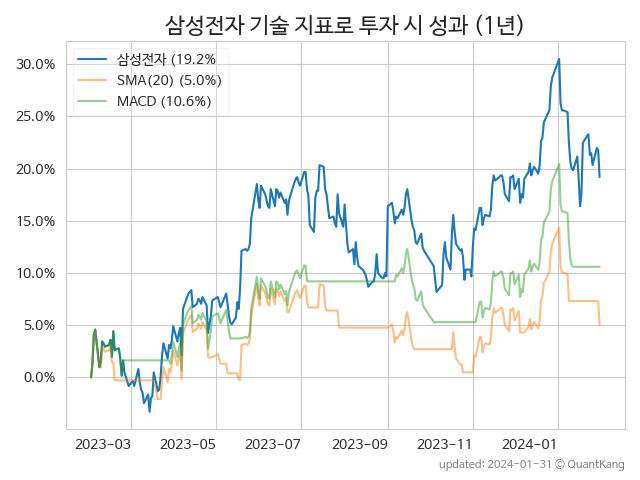 삼성전자 기술 지표로 투자 시 성과 (1년)
삼성전자 (19.2%
SMA(20) (5.0%)
MACD (10.6%)
30.0%
25.0%
20.0%
15.0%
10.0%
5.0%
0.0%
2023-03 2023-05 2023-07 2023-09 2023-11 2024-01
updated: 2024-01-31 © QuantKang